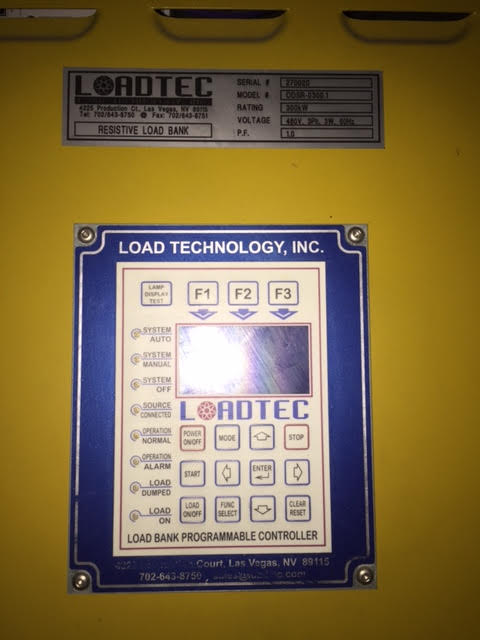 LOADTEC
4225 Production Ct., Las Vegas, NV 89115
Tel: 702/643-8750 Fax: 702/643-8751
RESISTIVE LOAD BANK
SERIAL # 270020
MODEL #
RATING 300kW
VOLTAGE 480V, 3Ph, 3W, 60Hz
P.F. 1.0
LOAD TECHNOLOGY, INC.
LAMP DISPLAY TEST
F1 F2 F3
SYSTEM AUTO
SYSTEM MANUAL
SYSTEM OFF
SOURCE CONNECTED
OPERATION NORMAL
OPERATION ALARM
LOAD DUMPED
LOAD ON
LOADTEC
POWER ON/OFF
MODE
STOP
START
ENTER
LOAD ON/OFF
FUNC SELECT
CLEAR RESET
LOAD BANK PROGRAMMABLE CONTROLLER
Court, Las Vegas, NV 89115
702-643-8750